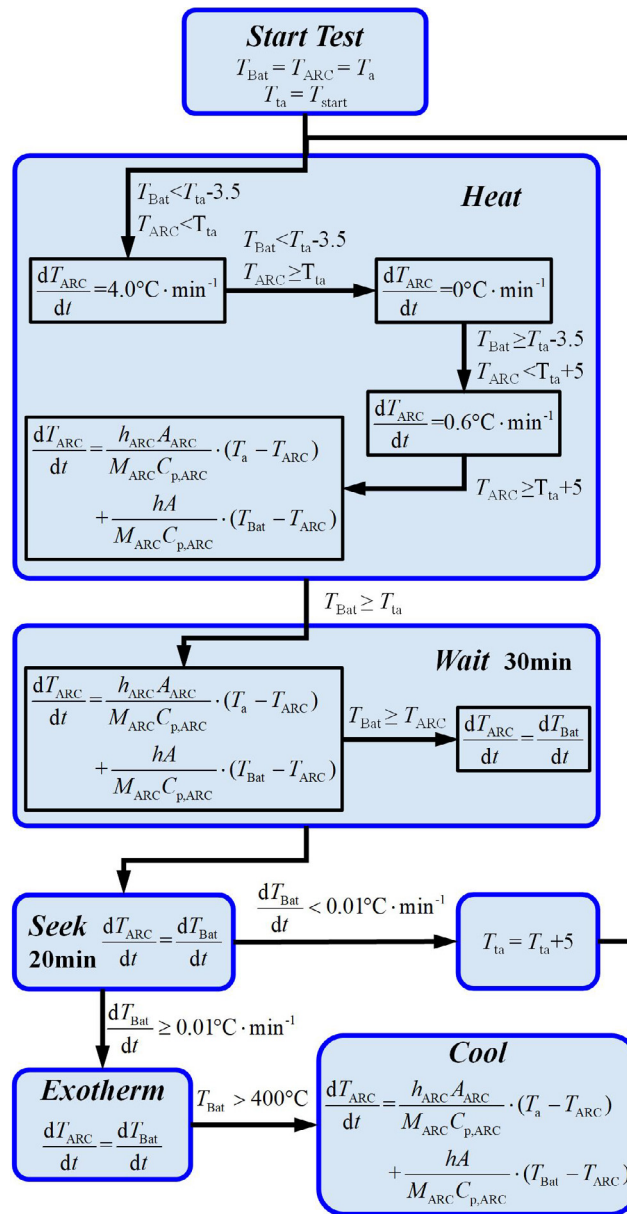 Start Test
T_Bat = T_ARC = T_a
T_ta = T_start
Heat
T_Bat<T_ta-3.5
T_ARC<T_ta
T_Bat<T_ta-3.5
T_ARC≥T_ta
dT_ARC/dt=4.0°C·min⁻¹
dT_ARC/dt=0°C·min⁻¹
T_Bat≥T_ta-3.5
T_ARC<T_ta+5
dT_ARC/dt=0.6°C·min⁻¹
T_ARC≥T_ta+5
dT_ARC/dt=h_ARC A_ARC/M_ARC C_p,ARC·(T_a−T_ARC)
+hA/M_ARC C_p,ARC·(T_Bat−T_ARC)
T_Bat≥T_ta
Wait 30min
dT_ARC/dt=h_ARC A_ARC/M_ARC C_p,ARC·(T_a−T_ARC)
+hA/M_ARC C_p,ARC·(T_Bat−T_ARC)
T_Bat≥T_ARC
dT_ARC/dt=dT_Bat/dt
Seek
20min
dT_ARC/dt=dT_Bat/dt
dT_Bat/dt<0.01°C·min⁻¹
T_ta = T_ta+5
dT_Bat/dt≥0.01°C·min⁻¹
Exotherm
dT_ARC/dt=dT_Bat/dt
T_Bat>400°C
Cool
dT_ARC/dt=h_ARC A_ARC/M_ARC C_p,ARC·(T_a−T_ARC)
+hA/M_ARC C_p,ARC·(T_Bat−T_ARC)